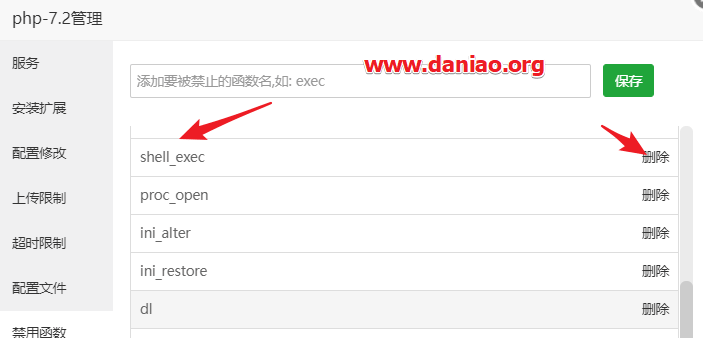 php-7.2管理
服务
安装扩展
配置修改
上传限制
超时限制
配置文件
禁用函数
www.daniao.org
添加要被禁止的函数名,如: exec
保存
shell_exec 删除
proc_open 删除
ini_alter 删除
ini_restore 删除
dl 删除